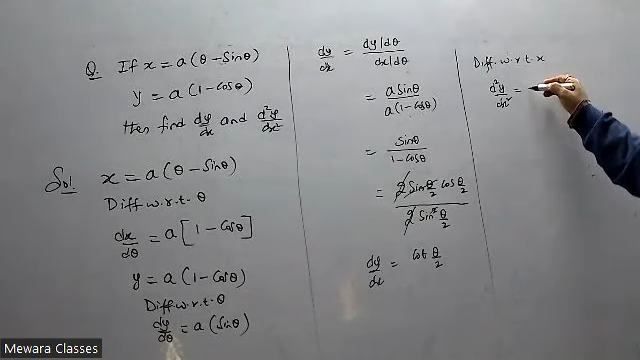 Q. If x = a(θ - Sinθ)
y = a(1 - Cosθ)
then find dy/dx and d²y/dx²
Sol. x = a(θ - Sinθ)
Diff w.r.t. θ
dx/dθ = a[1 - Cosθ]
y = a(1 - Cosθ)
Diff w.r.t. θ
dy/dθ = a(Sinθ)
dy/dx = dy/dθ / dx/dθ
= a Sinθ / a(1 - Cosθ)
= Sinθ / 1 - Cosθ
= 2 Sin θ/2 Cos θ/2 / 2 Sin² θ/2
dy/dx = Cot θ/2
Diff. w.r.t. x
d²y/dx² =
Mewara Classes